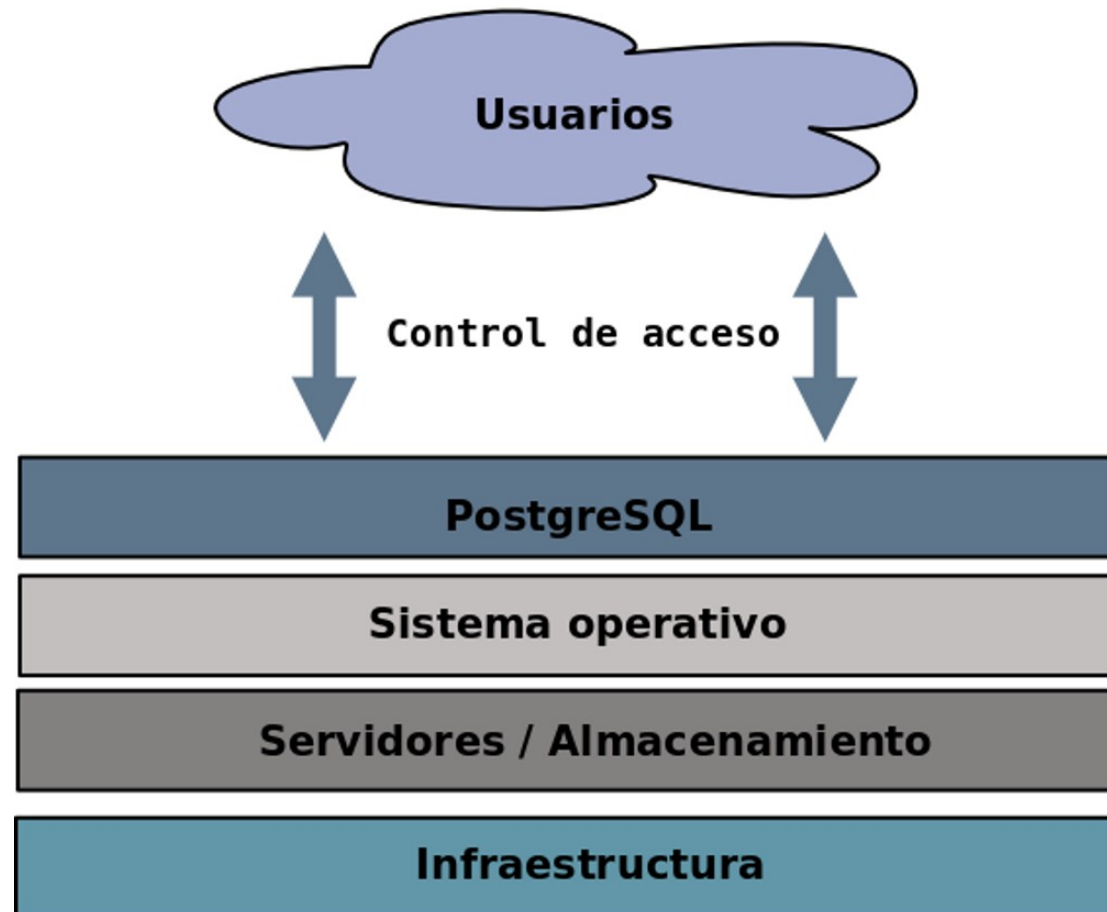 Usuarios
Control de acceso
PostgreSQL
Sistema operativo
Servidores / Almacenamiento
Infraestructura